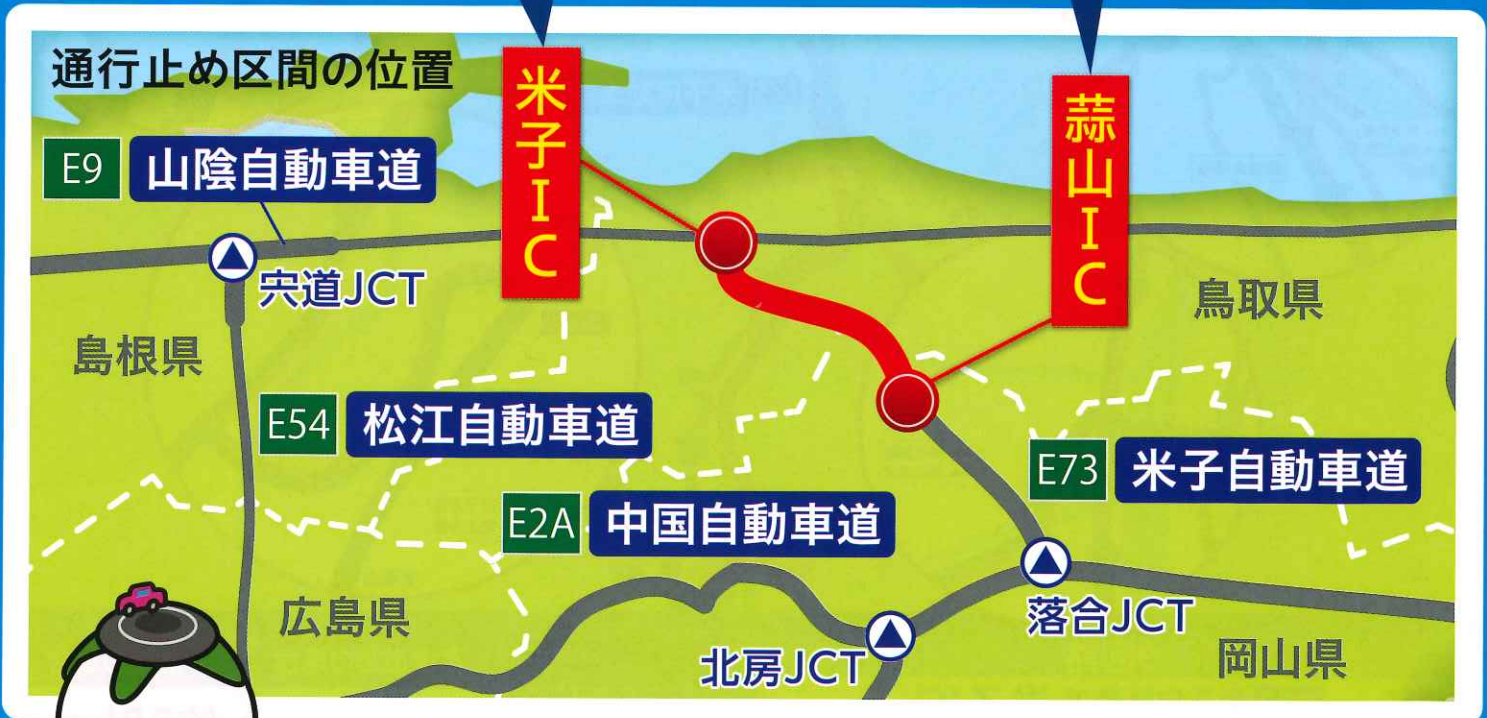 通行止め区間の位置
米子IC
蒜山IC
E9 山陰自動車道
宍道JCT
鳥取県
島根県
E54 松江自動車道
E73 米子自動車道
E2A 中国自動車道
広島県
落合JCT
北房JCT
岡山県